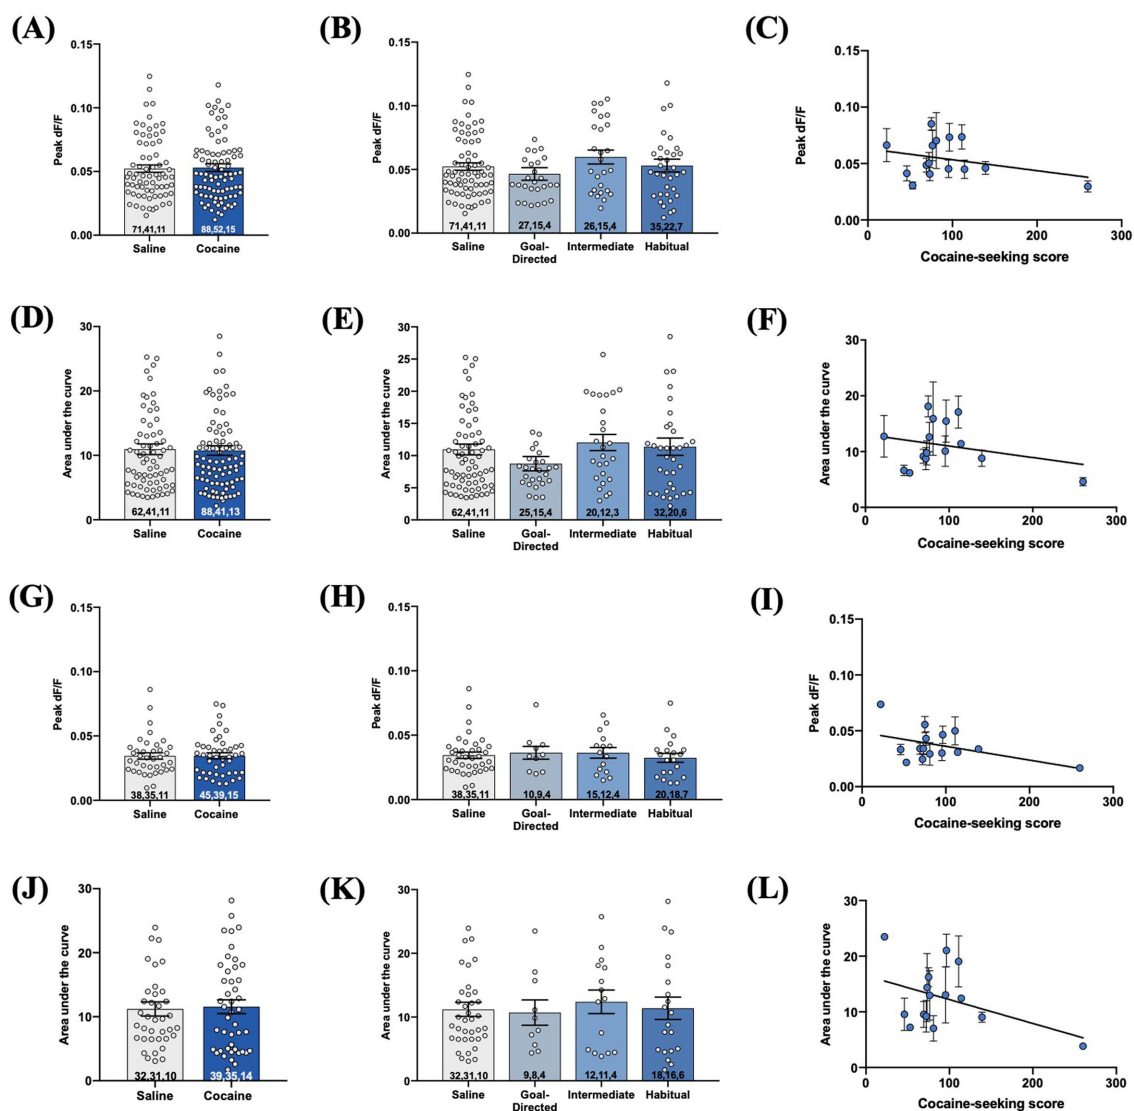 (A)
Peak dF/F
0.15
0.10
0.05
0.00
71,41,11
88,52,15
Saline
Cocaine
(B)
Peak dF/F
0.15
0.10
0.05
0.00
71,41,11
27,15,4
26,15,4
35,22,7
Saline
Goal-
Directed
Intermediate
Habitual
(C)
Peak dF/F
0.15
0.10
0.05
0.00
0
100
200
300
Cocaine-seeking score
(D)
Area under the curve
30
20
10
0
62,41,11
88,41,13
Saline
Cocaine
(E)
Area under the curve
30
25
20
15
10
5
0
62,41,11
25,15,4
20,12,3
32,20,6
Saline
Goal-
Directed
Intermediate
Habitual
(F)
Area under the curve
30
20
10
0
0
100
200
300
Cocaine-seeking score
(G)
Peak dF/F
0.15
0.10
0.05
0.00
38,35,11
45,39,15
Saline
Cocaine
(H)
Peak dF/F
0.15
0.10
0.05
0.00
38,35,11
10,9,4
15,12,4
20,18,7
Saline
Goal-
Directed
Intermediate
Habitual
(I)
Peak dF/F
0.15
0.10
0.05
0.00
0
100
200
300
Cocaine-seeking score
(J)
Area under the curve
30
20
10
0
32,31,10
39,35,14
Saline
Cocaine
(K)
Area under the curve
30
20
10
0
32,31,10
9,8,4
12,11,4
18,16,6
Saline
Goal-
Directed
Intermediate
Habitual
(L)
Area under the curve
30
20
10
0
0
100
200
300
Cocaine-seeking score